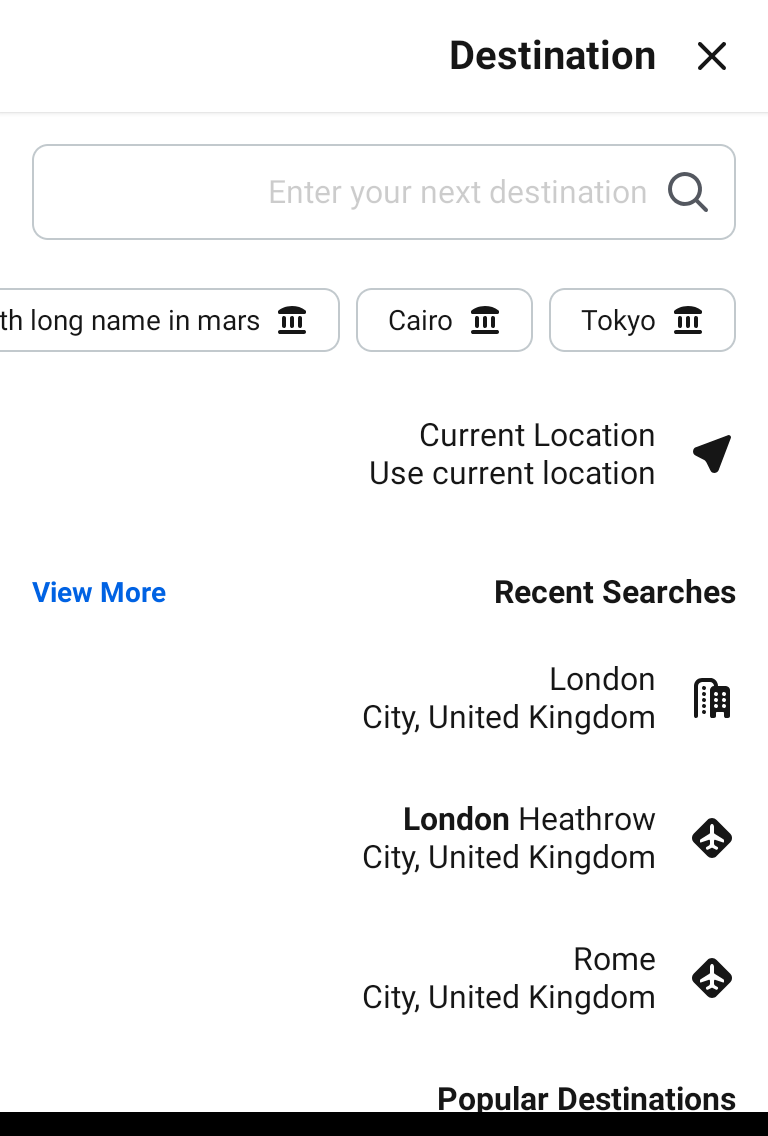 Destination
Enter your next destination
Tokyo
Cairo
th long name in mars
Current Location
Use current location
Recent Searches
View More
London
City, United Kingdom
London Heathrow
City, United Kingdom
Rome
City, United Kingdom
Popular Destinations